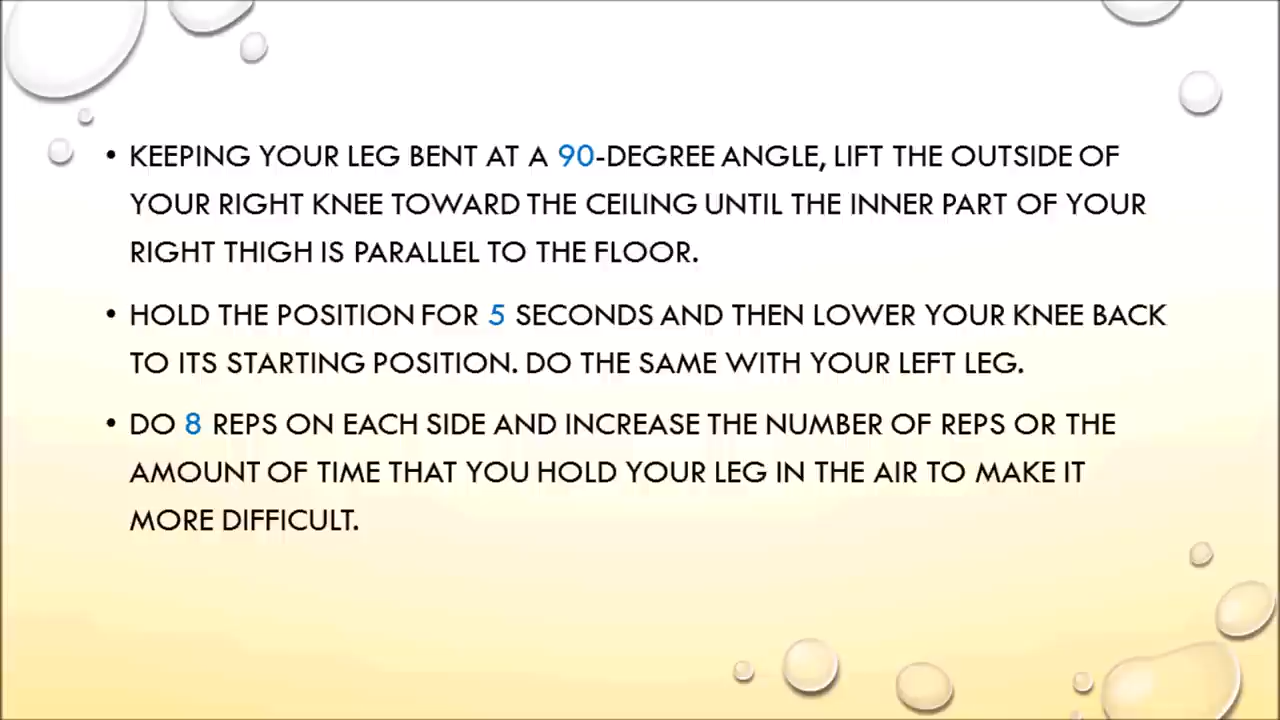 • KEEPING YOUR LEG BENT AT A 90-DEGREE ANGLE, LIFT THE OUTSIDE OF
YOUR RIGHT KNEE TOWARD THE CEILING UNTIL THE INNER PART OF YOUR
RIGHT THIGH IS PARALLEL TO THE FLOOR.
• HOLD THE POSITION FOR 5 SECONDS AND THEN LOWER YOUR KNEE BACK
TO ITS STARTING POSITION. DO THE SAME WITH YOUR LEFT LEG.
• DO 8 REPS ON EACH SIDE AND INCREASE THE NUMBER OF REPS OR THE
AMOUNT OF TIME THAT YOU HOLD YOUR LEG IN THE AIR TO MAKE IT
MORE DIFFICULT.